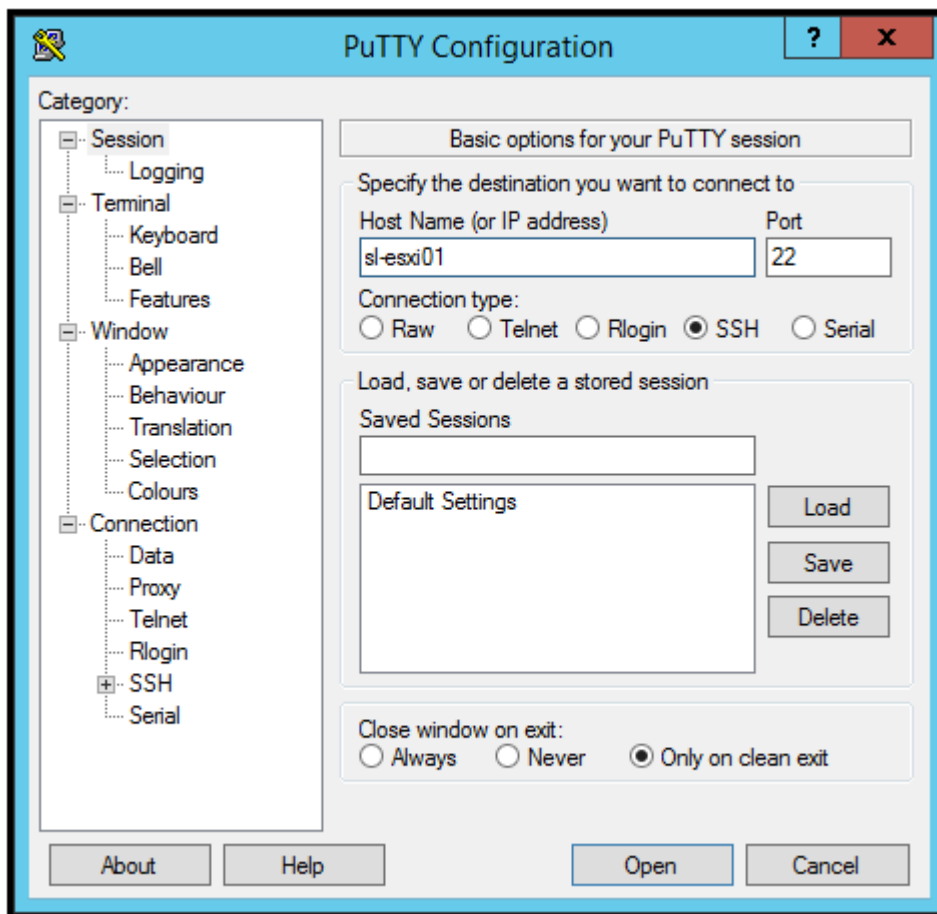 PuTTY Configuration
?
x
Category:
Session
Logging
Terminal
Keyboard
Bell
Features
Window
Appearance
Behaviour
Translation
Selection
Colours
Connection
Data
Proxy
Telnet
Rlogin
SSH
Serial
Basic options for your PuTTY session
Specify the destination you want to connect to
Host Name (or IP address) Port
sl-esxi01 22
Connection type:
Raw Telnet Rlogin SSH Serial
Load, save or delete a stored session
Saved Sessions
Default Settings
Load
Save
Delete
Close window on exit:
Always Never Only on clean exit
About Help Open Cancel